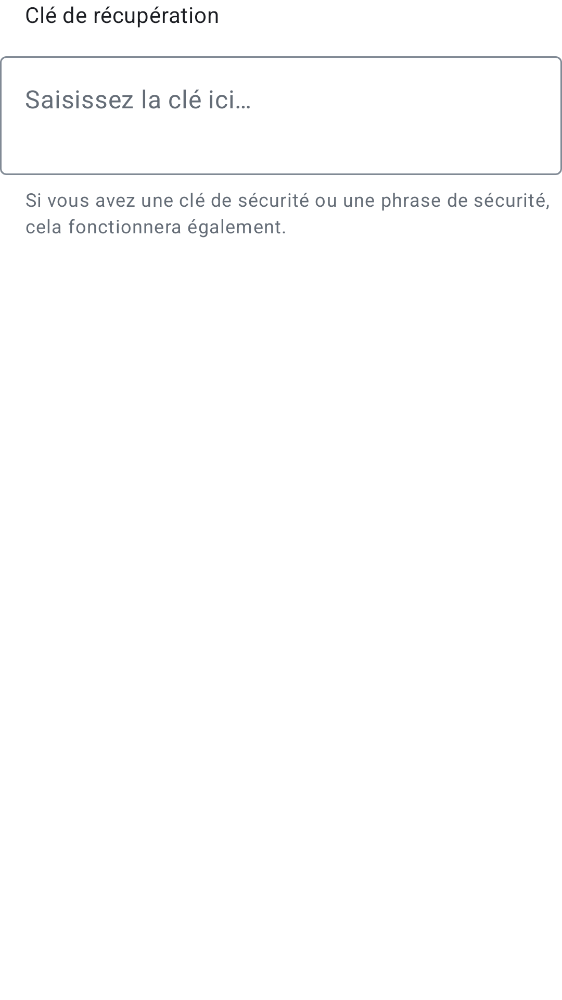 Clé de récupération
Saisissez la clé ici…
Si vous avez une clé de sécurité ou une phrase de sécurité,
cela fonctionnera également.